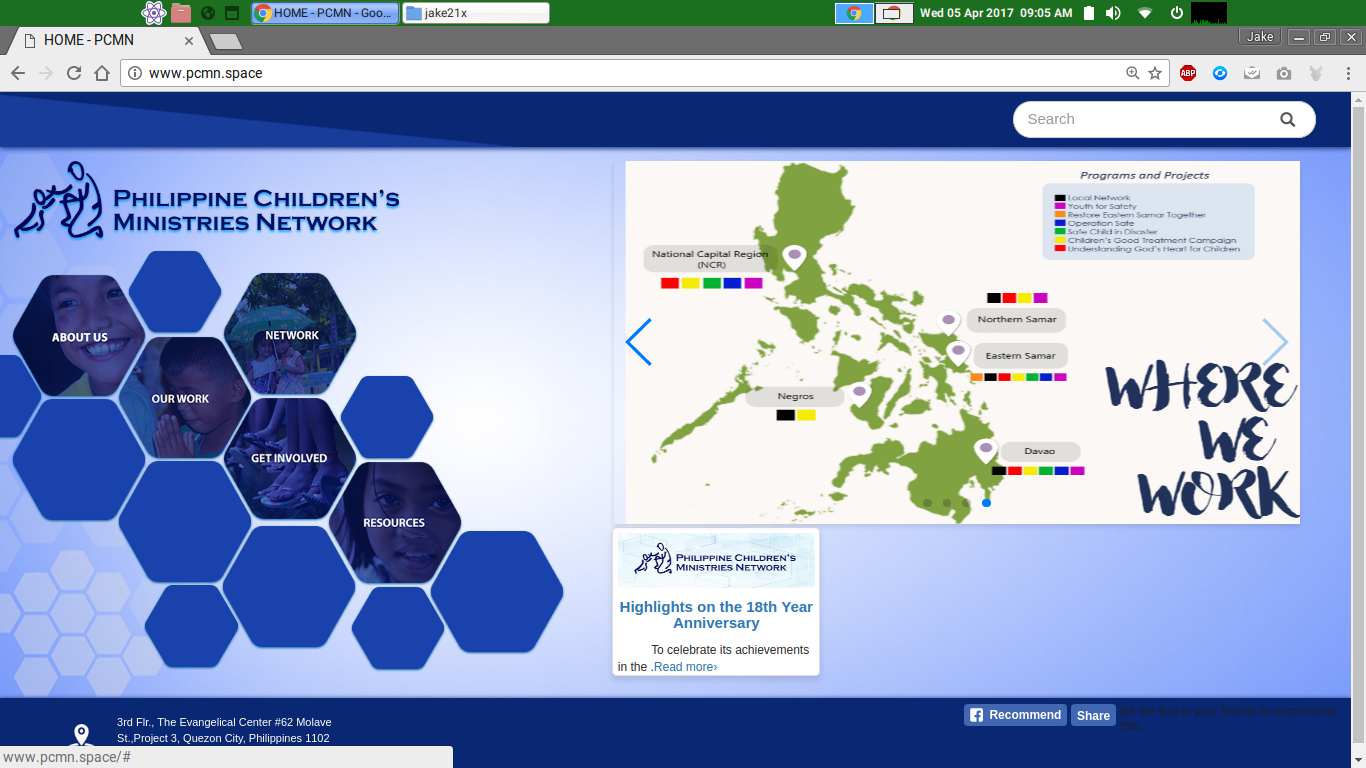 HOME - PCMN - Goo...
jake21x
Wed 05 Apr 2017 09:05 AM
HOME - PCMN
Jake
www.pcmn.space
ABP
Search
PHILIPPINE CHILDREN'S
MINISTRIES NETWORK
ABOUT US
NETWORK
OUR WORK
GET INVOLVED
RESOURCES
Programs and Projects
Local Network
Youth for Safety
Restore Eastern Samar Together
Operation Safe
Safe Child in Disaster
Children's Good Treatment Campaign
Understanding God's Heart for Children
National Capital Region
(NCR)
Northern Samar
Eastern Samar
Negros
Davao
WHERE
WE
WORK
PHILIPPINE CHILDREN'S
MINISTRIES NETWORK
Highlights on the 18th Year
Anniversary
To celebrate its achievements
in the .Read more›
3rd Flr., The Evangelical Center #62 Molave
St.,Project 3, Quezon City, Philippines 1102
Recommend
Share
Be the first of your friends to recommend
this.
www.pcmn.space/#